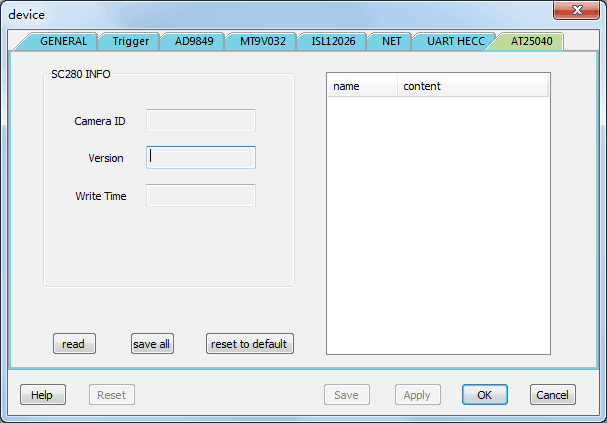 device
GENERAL Trigger AD9849 MT9V032 ISL12026 NET UART HECC AT25040
SC280 INFO
name content
Camera ID
Version
Write Time
read save all reset to default
Help Reset Save Apply OK Cancel